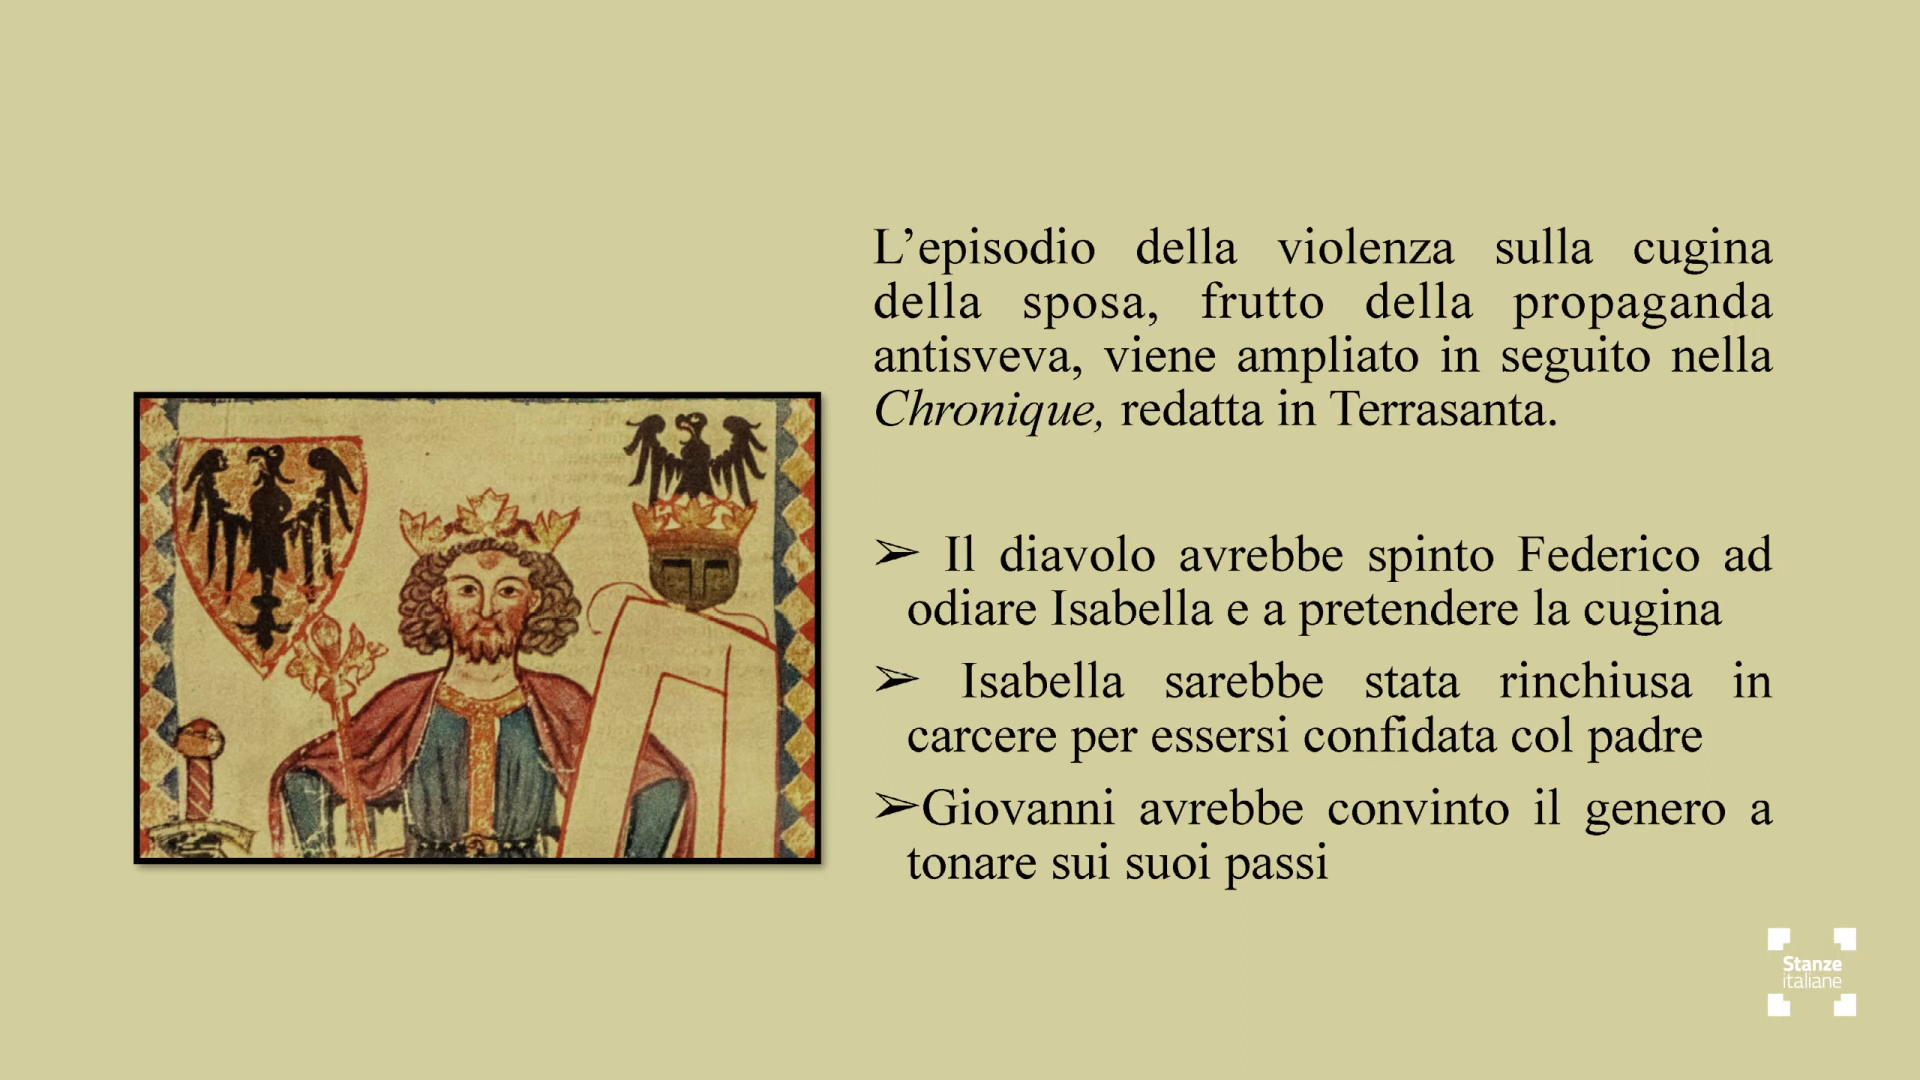 L’episodio della violenza sulla cugina
della sposa, frutto della propaganda
antisveva, viene ampliato in seguito nella
Chronique, redatta in Terrasanta.
➢ Il diavolo avrebbe spinto Federico ad
odiare Isabella e a pretendere la cugina
➢ Isabella sarebbe stata rinchiusa in
carcere per essersi confidata col padre
➢Giovanni avrebbe convinto il genero a
tonare sui suoi passi
Stanze
italiane